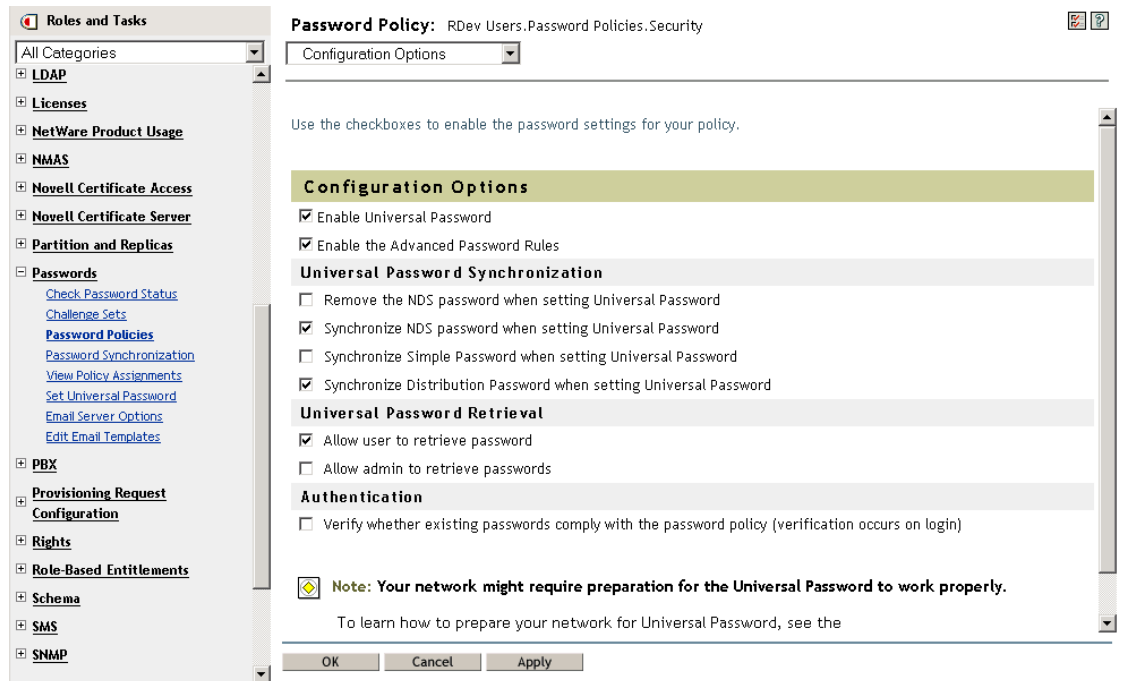 Roles and Tasks
All Categories
LDAP
Licenses
NetWare Product Usage
NMAS
Novell Certificate Access
Novell Certificate Server
Partition and Replicas
Passwords
Check Password Status
Challenge Sets
Password Policies
Password Synchronization
View Policy Assignments
Set Universal Password
Email Server Options
Edit Email Templates
PBX
Provisioning Request
Configuration
Rights
Role-Based Entitlements
Schema
SMS
SNMP
Password Policy: RDev Users.Password Policies.Security
Configuration Options
Use the checkboxes to enable the password settings for your policy.
Configuration Options
Enable Universal Password
Enable the Advanced Password Rules
Universal Password Synchronization
Remove the NDS password when setting Universal Password
Synchronize NDS password when setting Universal Password
Synchronize Simple Password when setting Universal Password
Synchronize Distribution Password when setting Universal Password
Universal Password Retrieval
Allow user to retrieve password
Allow admin to retrieve passwords
Authentication
Verify whether existing passwords comply with the password policy (verification occurs on login)
Note: Your network might require preparation for the Universal Password to work properly.
To learn how to prepare your network for Universal Password, see the
OK Cancel Apply